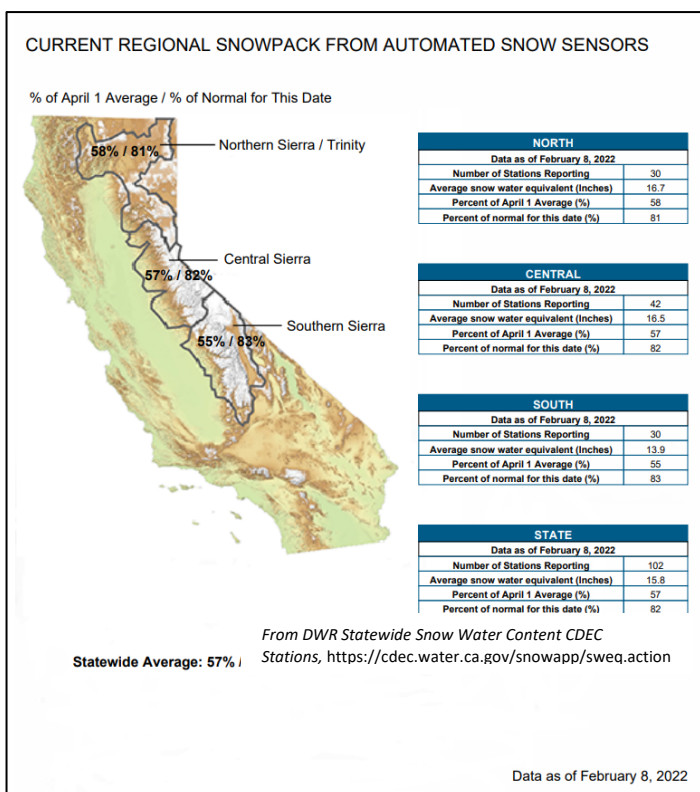 CURRENT REGIONAL SNOWPACK FROM AUTOMATED SNOW SENSORS
% of April 1 Average / % of Normal for This Date
58% / 81%
Northern Sierra / Trinity
Central Sierra
57% / 82%
Southern Sierra
55% / 83%
NORTH
Data as of February 8, 2022
Number of Stations Reporting 30
Average snow water equivalent (Inches) 16.7
Percent of April 1 Average (%) 58
Percent of normal for this date (%) 81
CENTRAL
Data as of February 8, 2022
Number of Stations Reporting 42
Average snow water equivalent (Inches) 16.5
Percent of April 1 Average (%) 57
Percent of normal for this date (%) 82
SOUTH
Data as of February 8, 2022
Number of Stations Reporting 30
Average snow water equivalent (Inches) 13.9
Percent of April 1 Average (%) 55
Percent of normal for this date (%) 83
STATE
Data as of February 8, 2022
Number of Stations Reporting 102
Average snow water equivalent (Inches) 15.8
Percent of April 1 Average (%) 57
Percent of normal for this date (%) 82
From DWR Statewide Snow Water Content CDEC
Stations, https://cdec.water.ca.gov/snowapp/sweq.action
Statewide Average: 57% /
Data as of February 8, 2022